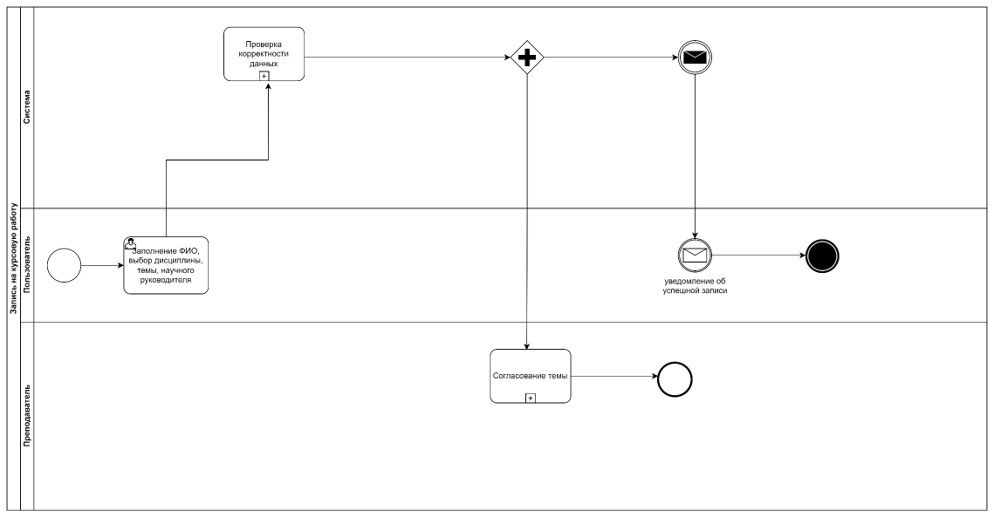 Запись на курсовую работу
Система
Проверка
корректности
данных
Пользователь
Заполнение ФИО,
выбор дисциплины,
темы, научного
руководителя
уведомление об
успешной записи
Преподаватель
Согласование темы